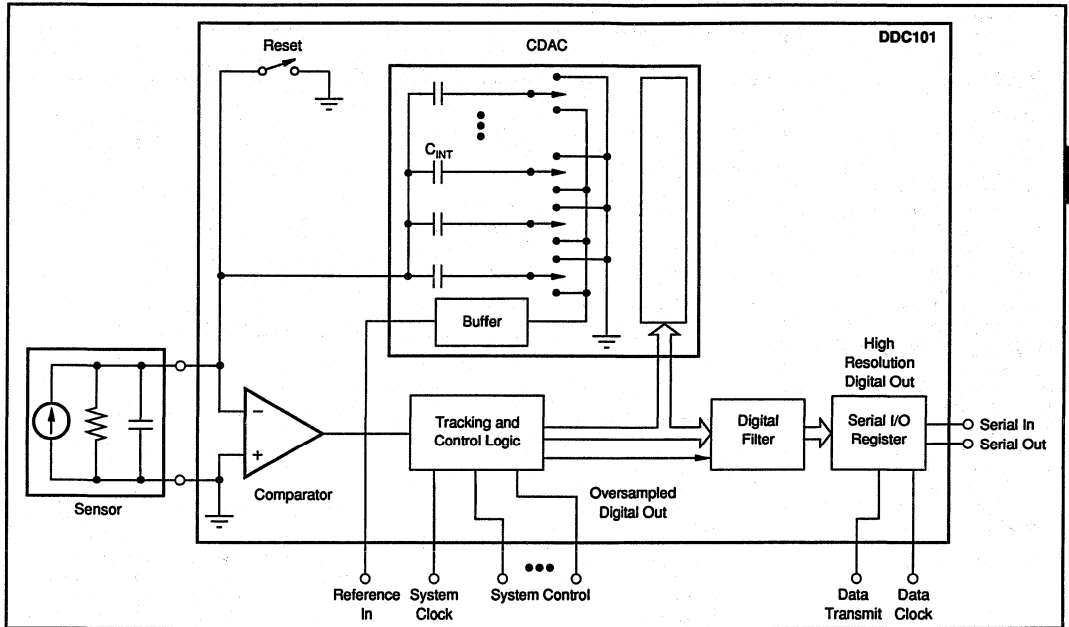 DDC101
Reset
CDAC
CINT
Buffer
High
Resolution
Digital Out
Tracking and
Control Logic
Digital
Filter
Serial I/O
Register
Serial In
Serial Out
−
+
Comparator
Sensor
Oversampled
Digital Out
Reference
In
System
Clock
System Control
Data
Transmit
Data
Clock